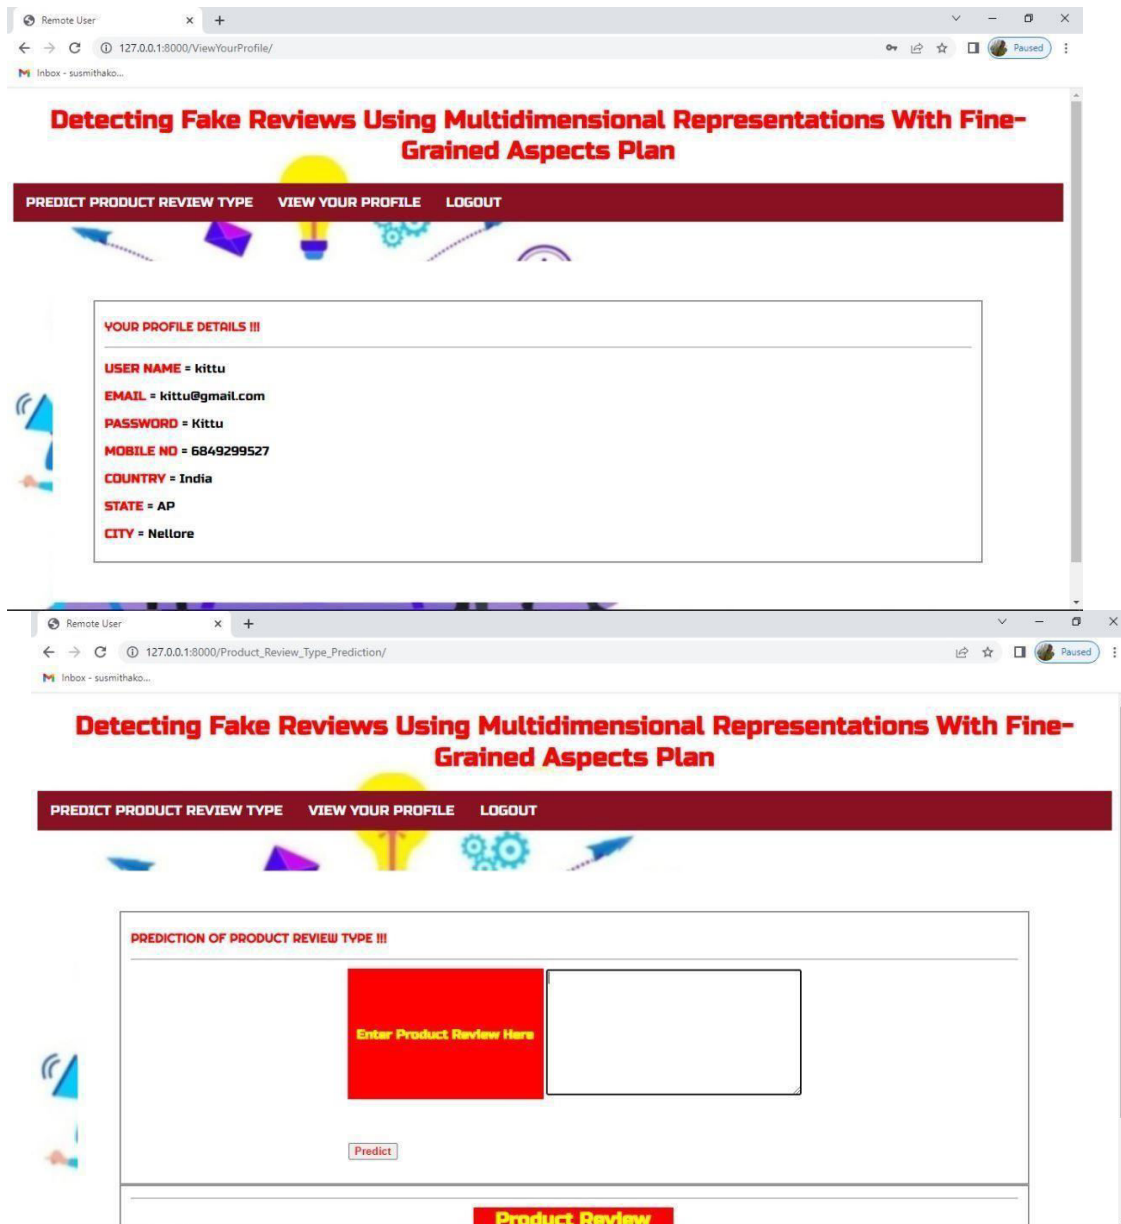 Remote User
127.0.0.1:8000/ViewYourProfile/
Paused
Inbox - susmithako...
Detecting Fake Reviews Using Multidimensional Representations With Fine-
Grained Aspects Plan
PREDICT PRODUCT REVIEW TYPE VIEW YOUR PROFILE LOGOUT
YOUR PROFILE DETAILS !!!
USER NAME = kittu
EMAIL = kittu@gmail.com
PASSWORD = Kittu
MOBILE NO = 6849299527
COUNTRY = India
STATE = AP
CITY = Nellore
Remote User
127.0.0.1:8000/Product_Review_Type_Prediction/
Paused
Inbox - susmithako...
Detecting Fake Reviews Using Multidimensional Representations With Fine-
Grained Aspects Plan
PREDICT PRODUCT REVIEW TYPE VIEW YOUR PROFILE LOGOUT
PREDICTION OF PRODUCT REVIEW TYPE !!!
Enter Product Review Here
Predict
Product Review